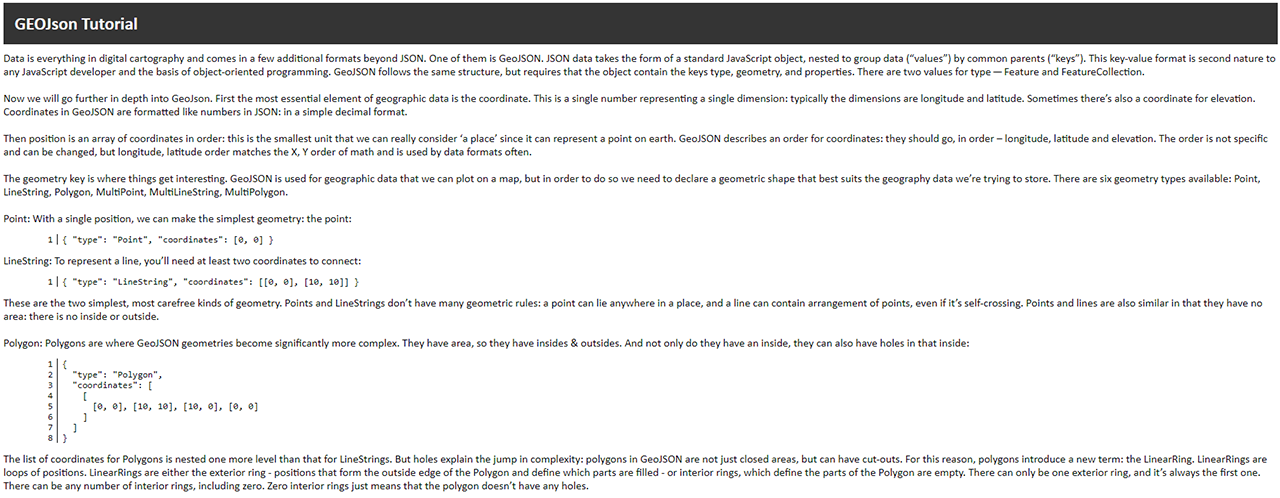 GEOJson Tutorial
Data is everything in digital cartography and comes in a few additional formats beyond JSON. One of them is GeoJSON. JSON data takes the form of a standard JavaScript object, nested to group data (“values”) by common parents (“keys”). This key-value format is second nature to
any JavaScript developer and the basis of object-oriented programming. GeoJSON follows the same structure, but requires that the object contain the keys type, geometry, and properties. There are two values for type — Feature and FeatureCollection.
Now we will go further in depth into GeoJson. First the most essential element of geographic data is the coordinate. This is a single number representing a single dimension: typically the dimensions are longitude and latitude. Sometimes there’s also a coordinate for elevation.
Coordinates in GeoJSON are formatted like numbers in JSON: in a simple decimal format.
Then position is an array of coordinates in order: this is the smallest unit that we can really consider ‘a place’ since it can represent a point on earth. GeoJSON describes an order for coordinates: they should go, in order – longitude, latitude and elevation. The order is not specific
and can be changed, but longitude, latitude order matches the X, Y order of math and is used by data formats often.
The geometry key is where things get interesting. GeoJSON is used for geographic data that we can plot on a map, but in order to do so we need to declare a geometric shape that best suits the geography data we’re trying to store. There are six geometry types available: Point,
LineString, Polygon, MultiPoint, MultiLineString, MultiPolygon.
Point: With a single position, we can make the simplest geometry: the point:
1 { "type": "Point", "coordinates": [0, 0] }
LineString: To represent a line, you’ll need at least two coordinates to connect:
1 { "type": "LineString", "coordinates": [[0, 0], [10, 10]] }
These are the two simplest, most carefree kinds of geometry. Points and LineStrings don’t have many geometric rules: a point can lie anywhere in a place, and a line can contain arrangement of points, even if it’s self-crossing. Points and lines are also similar in that they have no
area: there is no inside or outside.
Polygon: Polygons are where GeoJSON geometries become significantly more complex. They have area, so they have insides & outsides. And not only do they have an inside, they can also have holes in that inside:
1 {
2 "type": "Polygon",
3 "coordinates": [
4 [
5 [0, 0], [10, 10], [10, 0], [0, 0]
6 ]
7 ]
8 }
The list of coordinates for Polygons is nested one more level than that for LineStrings. But holes explain the jump in complexity: polygons in GeoJSON are not just closed areas, but can have cut-outs. For this reason, polygons introduce a new term: the LinearRing. LinearRings are
loops of positions. LinearRings are either the exterior ring - positions that form the outside edge of the Polygon and define which parts are filled - or interior rings, which define the parts of the Polygon are empty. There can only be one exterior ring, and it’s always the first one.
There can be any number of interior rings, including zero. Zero interior rings just means that the polygon doesn’t have any holes.